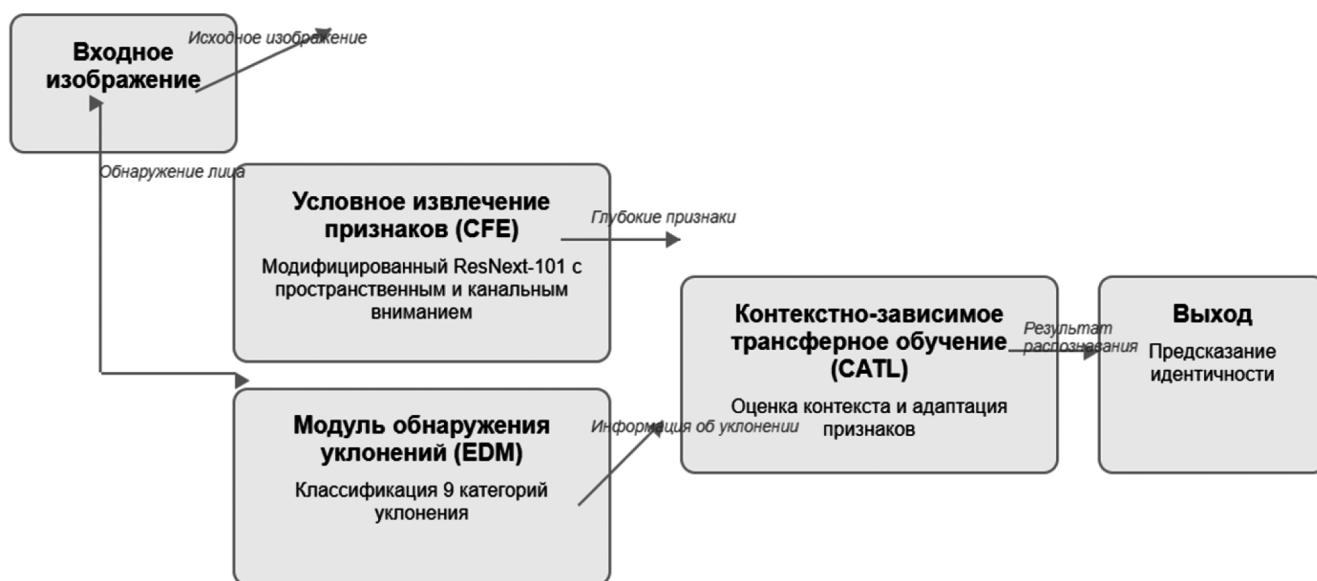 Входное
изображение
Исходное изображение
Обнаружение лица
Условное извлечение
признаков (CFE)
Модифицированный ResNext-101 с
пространственным и канальным
вниманием
Глубокие признаки
Модуль обнаружения
уклонений (EDM)
Классификация 9 категорий
уклонения
Информация об уклонении
Контекстно-зависимое
трансферное обучение
(CATL)
Оценка контекста и адаптация
признаков
Результат
распознавания
Выход
Предсказание
идентичности